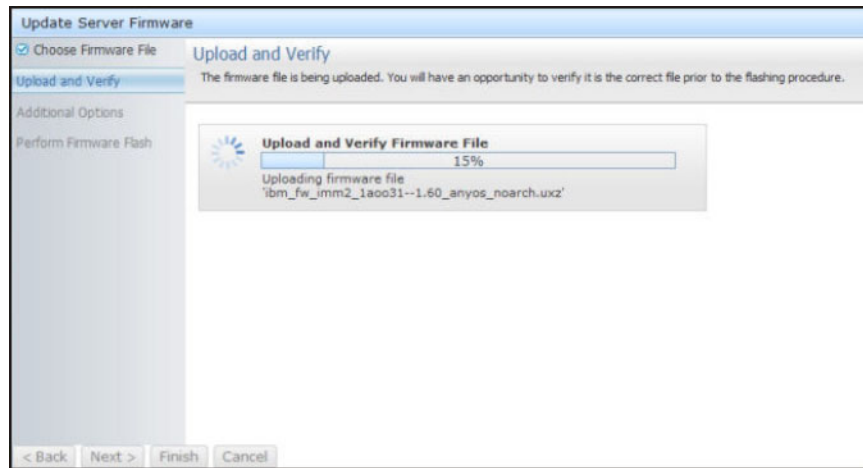 Update Server Firmware
Choose Firmware File
Upload and Verify
Additional Options
Perform Firmware Flash
Upload and Verify
The firmware file is being uploaded. You will have an opportunity to verify it is the correct file prior to the flashing procedure.
Upload and Verify Firmware File
15%
Uploading firmware file
'ibm_fw_imm2_1aoo31--1.60_anyos_noarch.uxz'
< Back Next > Finish Cancel